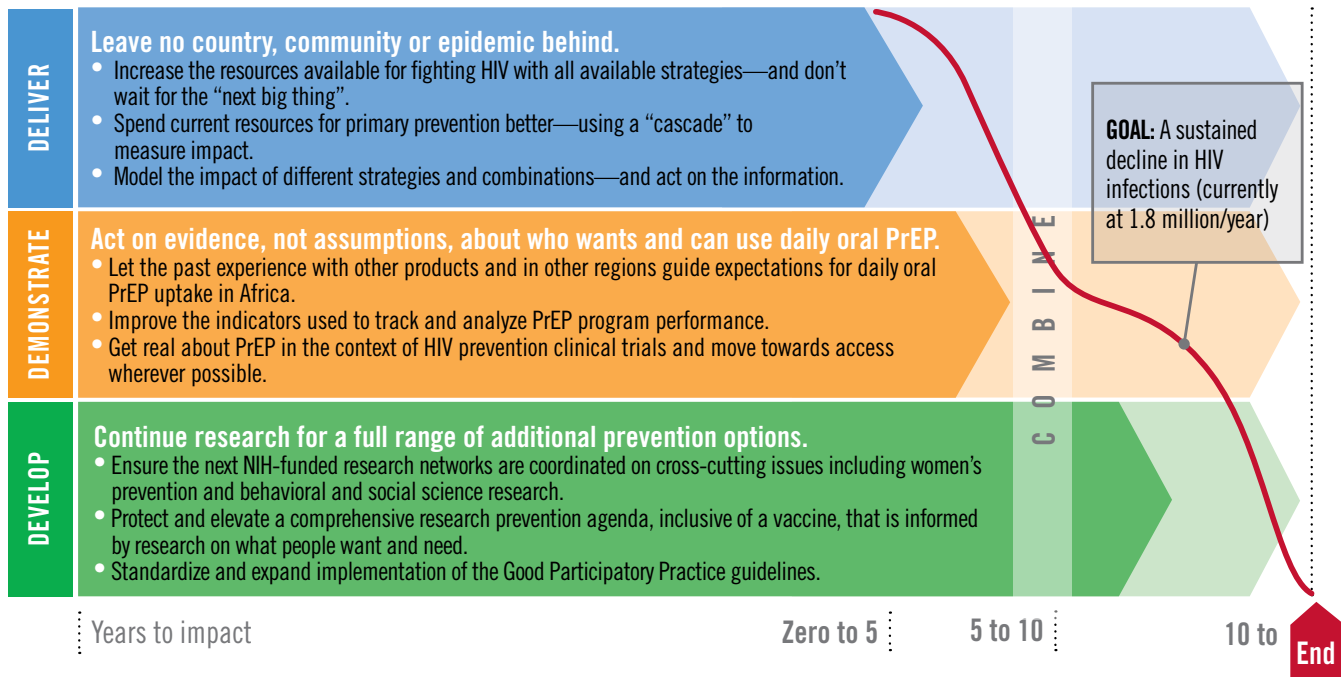 DELIVER
Leave no country, community or epidemic behind.
• Increase the resources available for fighting HIV with all available strategies—and don't
wait for the “next big thing”.
• Spend current resources for primary prevention better—using a “cascade” to
measure impact.
• Model the impact of different strategies and combinations—and act on the information.
DEMONSTRATE
Act on evidence, not assumptions, about who wants and can use daily oral PrEP.
• Let the past experience with other products and in other regions guide expectations for daily oral
PrEP uptake in Africa.
• Improve the indicators used to track and analyze PrEP program performance.
• Get real about PrEP in the context of HIV prevention clinical trials and move towards access
wherever possible.
DEVELOP
Continue research for a full range of additional prevention options.
• Ensure the next NIH-funded research networks are coordinated on cross-cutting issues including women's
prevention and behavioral and social science research.
• Protect and elevate a comprehensive research prevention agenda, inclusive of a vaccine, that is informed
by research on what people want and need.
• Standardize and expand implementation of the Good Participatory Practice guidelines.
COMBINE
GOAL: A sustained
decline in HIV
infections (currently
at 1.8 million/year)
Years to impact
Zero to 5
5 to 10
10 to
End